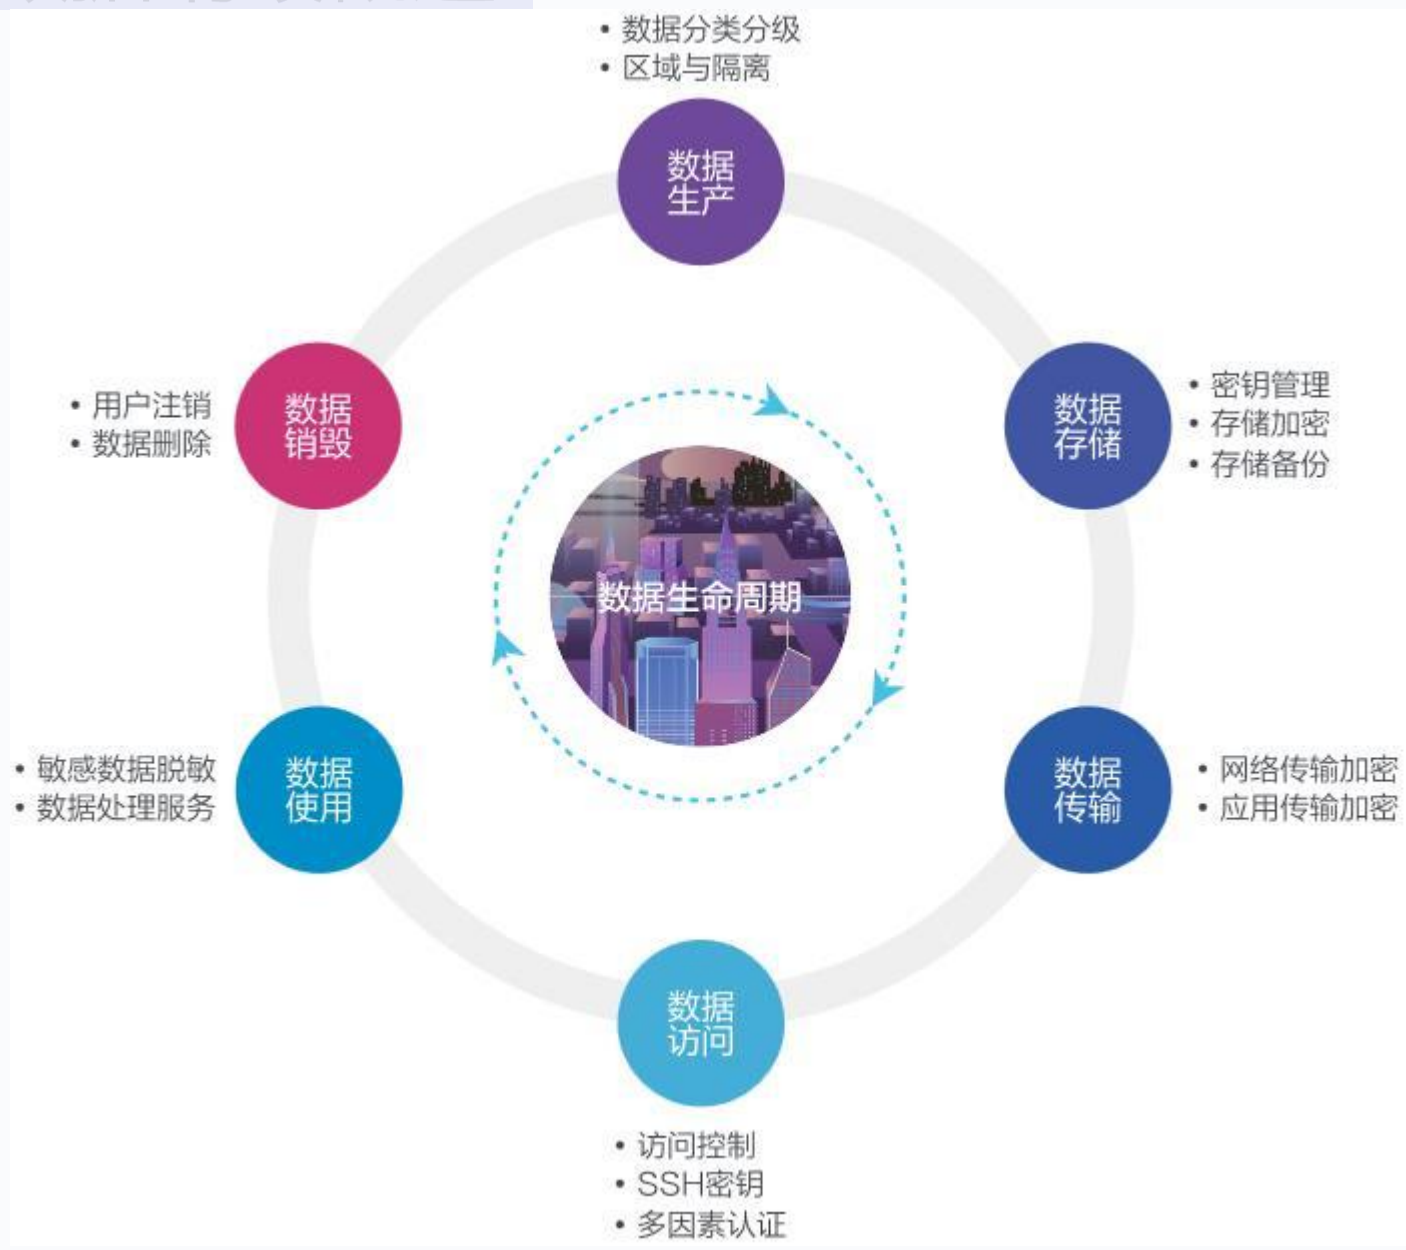 • 数据分类分级
• 区域与隔离
数据
生产
数据
存储
• 密钥管理
• 存储加密
• 存储备份
数据
传输
• 网络传输加密
• 应用传输加密
数据
访问
• 访问控制
• SSH密钥
• 多因素认证
数据
使用
• 敏感数据脱敏
• 数据处理服务
数据
销毁
• 用户注销
• 数据删除
数据生命周期